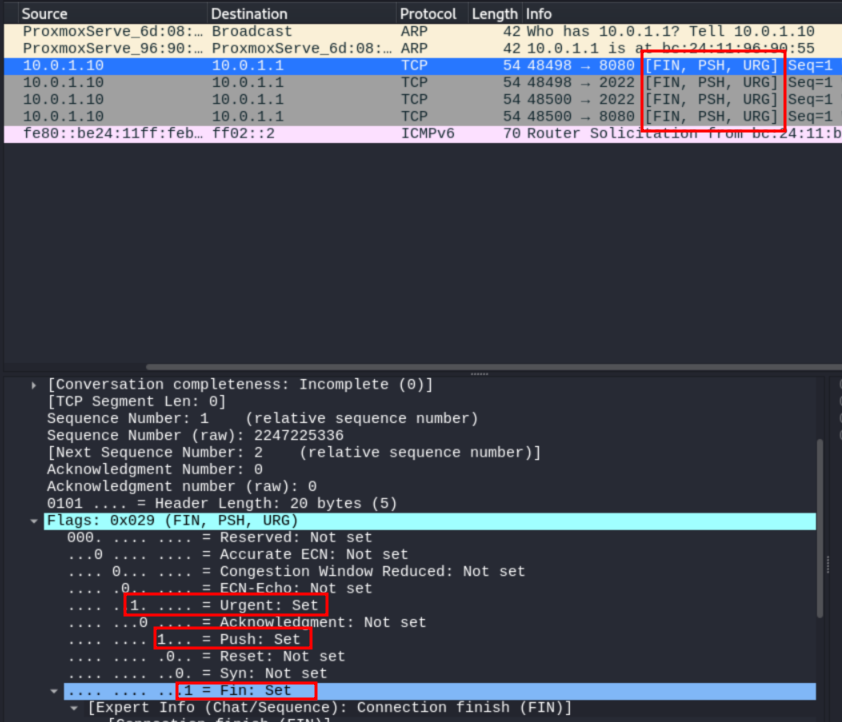 Source Destination Protocol Length Info
ProxmoxServe_6d:08:… Broadcast ARP 42 Who has 10.0.1.1? Tell 10.0.1.10
ProxmoxServe_96:90:… ProxmoxServe_6d:08:… ARP 42 10.0.1.1 is at bc:24:11:96:90:55
10.0.1.10 10.0.1.1 TCP 54 48498 → 8080 [FIN, PSH, URG] Seq=1
10.0.1.10 10.0.1.1 TCP 54 48498 → 2022 [FIN, PSH, URG] Seq=1
10.0.1.10 10.0.1.1 TCP 54 48500 → 2022 [FIN, PSH, URG] Seq=1
10.0.1.10 10.0.1.1 TCP 54 48500 → 8080 [FIN, PSH, URG] Seq=1
fe80::be24:11ff:feb… ff02::2 ICMPv6 70 Router Solicitation from bc:24:11:b
[Conversation completeness: Incomplete (0)]
[TCP Segment Len: 0]
Sequence Number: 1 (relative sequence number)
Sequence Number (raw): 2247225336
[Next Sequence Number: 2 (relative sequence number)]
Acknowledgment Number: 0
Acknowledgment number (raw): 0
0101 .... = Header Length: 20 bytes (5)
Flags: 0x029 (FIN, PSH, URG)
000. .... .... = Reserved: Not set
...0 .... .... = Accurate ECN: Not set
.... 0... .... = Congestion Window Reduced: Not set
.... .0.. .... = ECN-Echo: Not set
.... ..1. .... = Urgent: Set
.... ...0 .... = Acknowledgment: Not set
.... .... 1... = Push: Set
.... .... .0.. = Reset: Not set
.... .... ..0. = Syn: Not set
.... .... ...1 = Fin: Set
[Expert Info (Chat/Sequence): Connection finish (FIN)]
[Connection finish (FIN)]